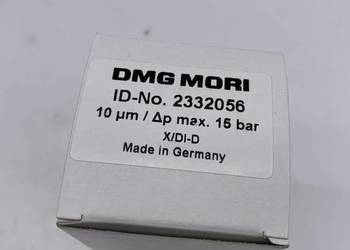 DMG MORI
ID-No. 2332056
10 µm / Δp max. 15 bar
X/DI-D
Made in Germany